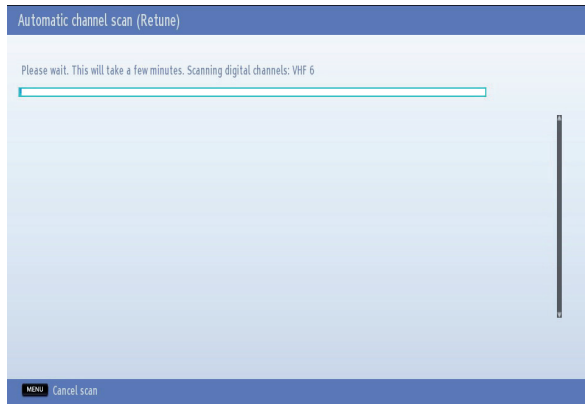 Automatic channel scan (Retune)
Please wait. This will take a few minutes. Scanning digital channels: VHF 6
MENU Cancel scan